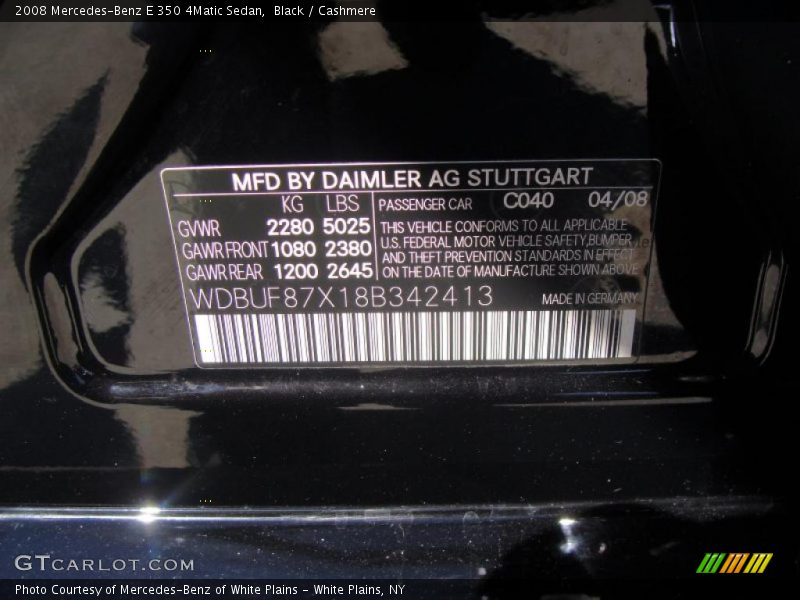 2008 Mercedes-Benz E 350 4Matic Sedan, Black / Cashmere
MFD BY DAIMLER AG STUTTGART
KG LBS PASSENGER CAR C040 04/08
GVWR 2280 5025 THIS VEHICLE CONFORMS TO ALL APPLICABLE
GAWR FRONT 1080 2380 U.S. FEDERAL MOTOR VEHICLE SAFETY, BUMPER,
GAWR REAR 1200 2645 AND THEFT PREVENTION STANDARDS IN EFFECT
ON THE DATE OF MANUFACTURE SHOWN ABOVE
WDBUF87X18B342413 MADE IN GERMANY
GTCARLOT.COM
Photo Courtesy of Mercedes-Benz of White Plains - White Plains, NY